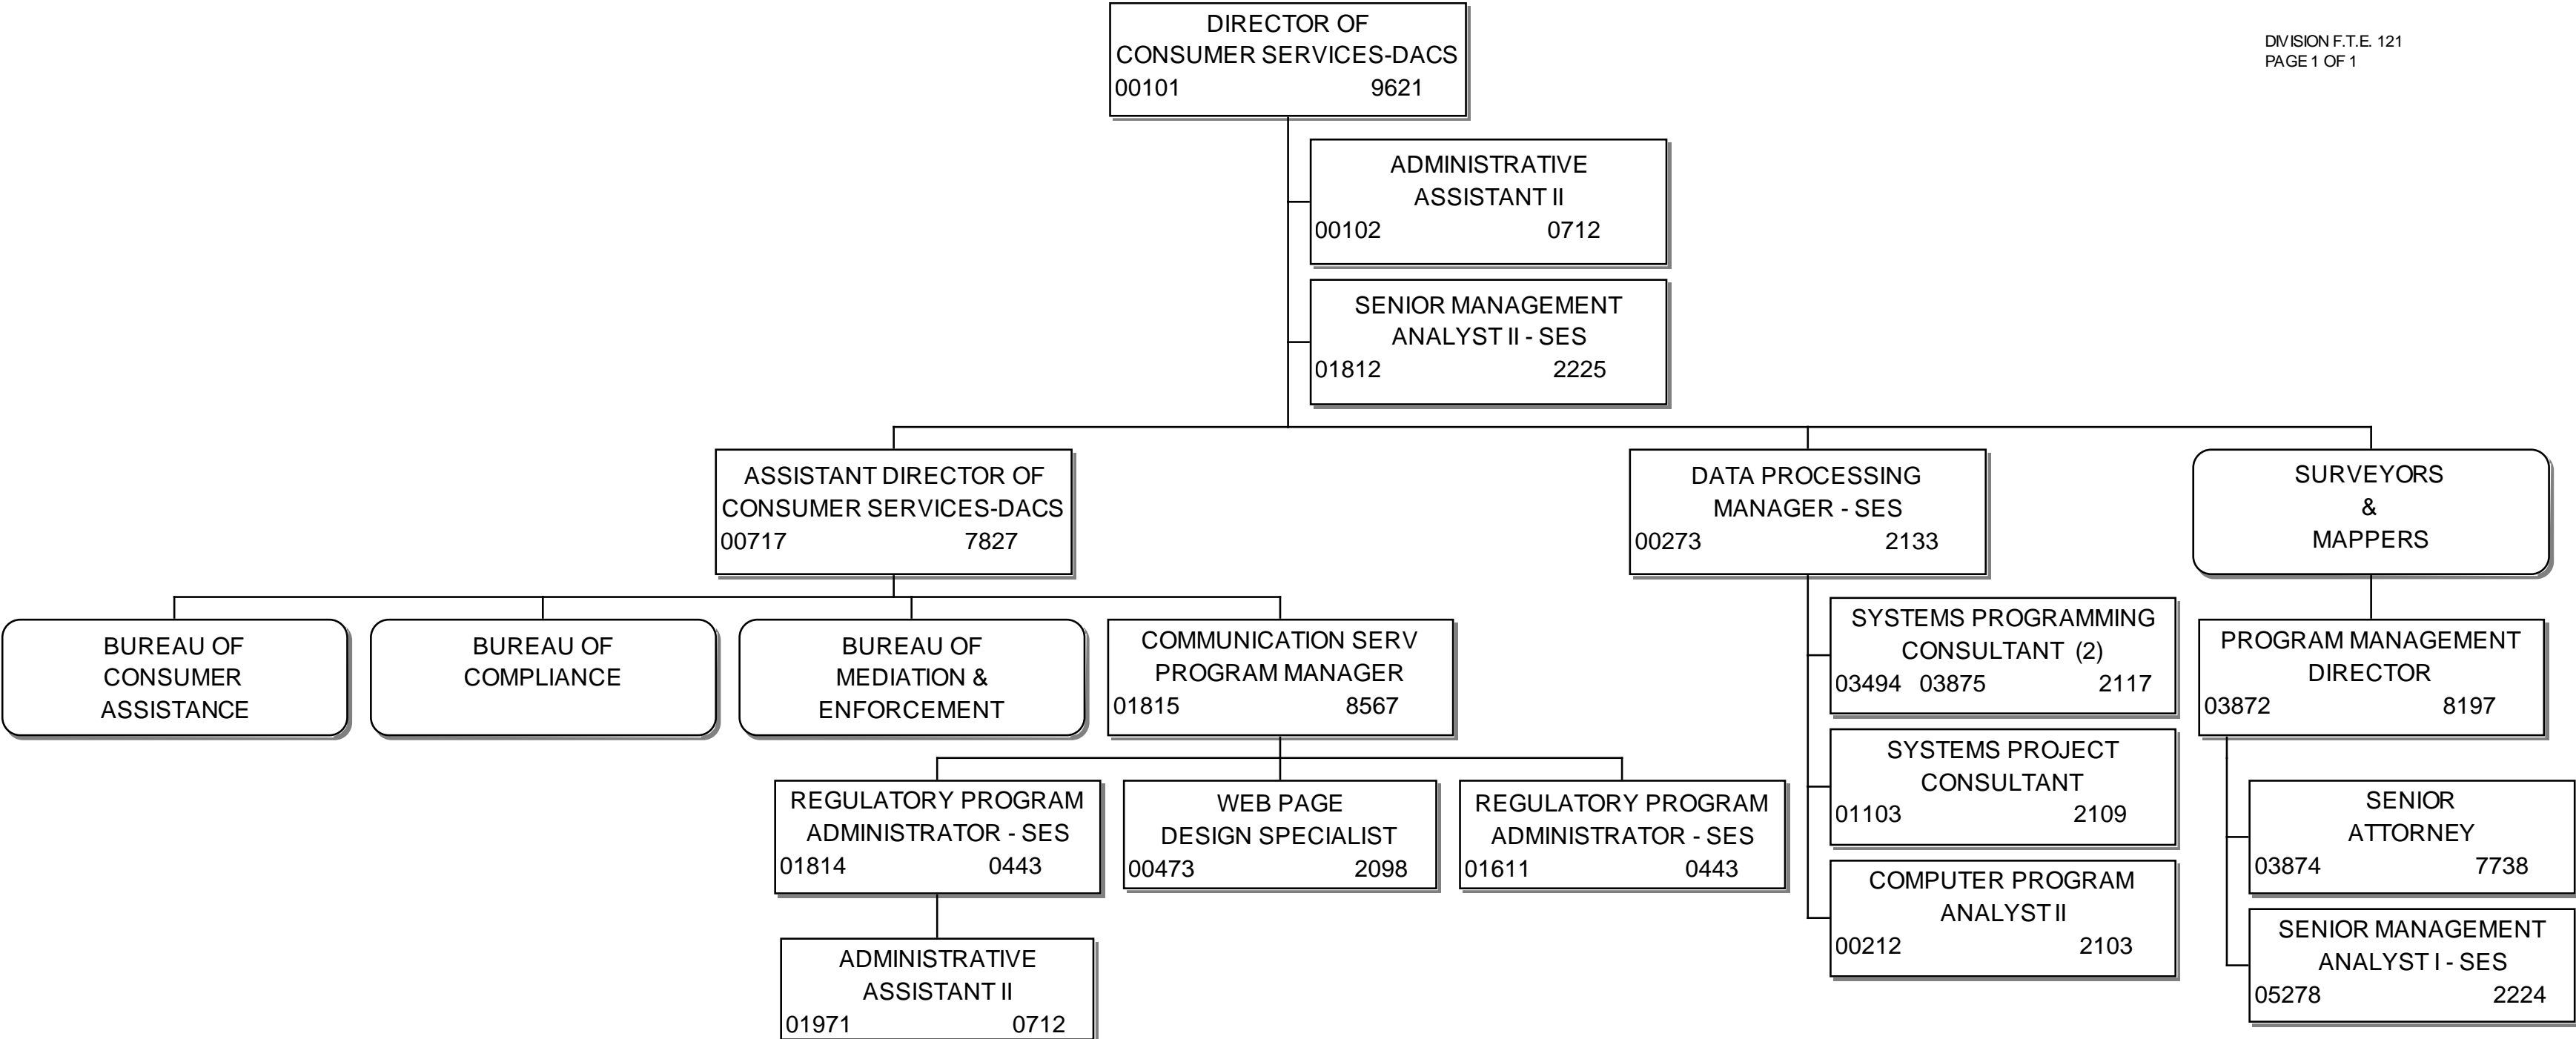 DIRECTOR OF
CONSUMER SERVICES-DACS
00101 9621
DIVISION F.T.E. 121
PAGE 1 OF 1
ADMINISTRATIVE
ASSISTANT II
00102 0712
SENIOR MANAGEMENT
ANALYST II - SES
01812 2225
ASSISTANT DIRECTOR OF
CONSUMER SERVICES-DACS
00717 7827
DATA PROCESSING
MANAGER - SES
00273 2133
SURVEYORS
&
MAPPERS
BUREAU OF
CONSUMER
ASSISTANCE
BUREAU OF
COMPLIANCE
BUREAU OF
MEDIATION &
ENFORCEMENT
COMMUNICATION SERV
PROGRAM MANAGER
01815 8567
SYSTEMS PROGRAMMING
CONSULTANT (2)
03494 03875 2117
PROGRAM MANAGEMENT
DIRECTOR
03872 8197
SYSTEMS PROJECT
CONSULTANT
01103 2109
REGULATORY PROGRAM
ADMINISTRATOR - SES
01814 0443
WEB PAGE
DESIGN SPECIALIST
00473 2098
REGULATORY PROGRAM
ADMINISTRATOR - SES
01611 0443
SENIOR
ATTORNEY
03874 7738
COMPUTER PROGRAM
ANALYST II
00212 2103
SENIOR MANAGEMENT
ANALYST I - SES
05278 2224
ADMINISTRATIVE
ASSISTANT II
01971 0712